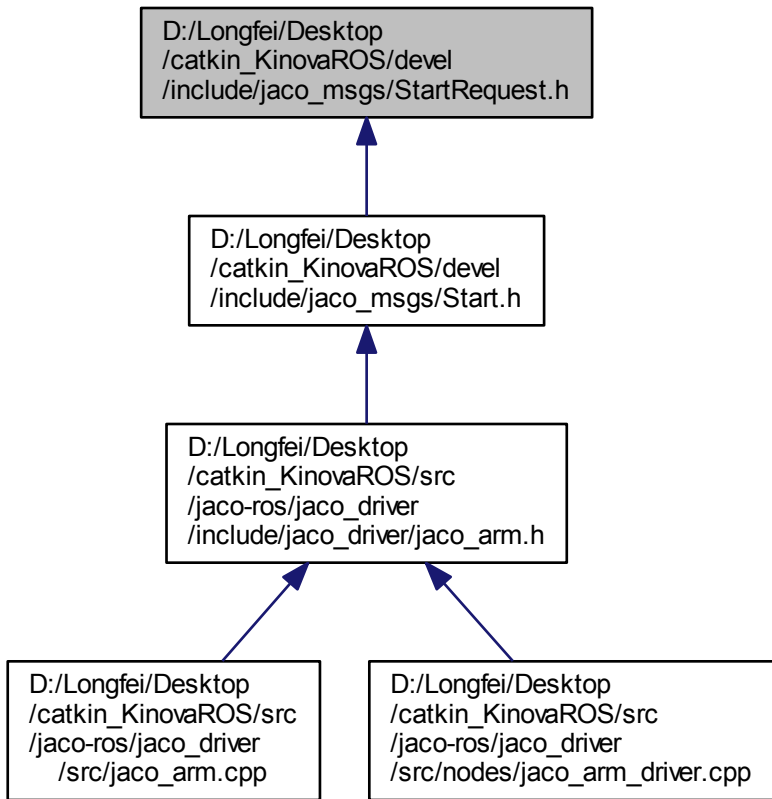 D:/Longfei/Desktop
/catkin_KinovaROS/devel
/include/jaco_msgs/StartRequest.h
D:/Longfei/Desktop
/catkin_KinovaROS/devel
/include/jaco_msgs/Start.h
D:/Longfei/Desktop
/catkin_KinovaROS/src
/jaco-ros/jaco_driver
/include/jaco_driver/jaco_arm.h
D:/Longfei/Desktop
/catkin_KinovaROS/src
/jaco-ros/jaco_driver
/src/jaco_arm.cpp
D:/Longfei/Desktop
/catkin_KinovaROS/src
/jaco-ros/jaco_driver
/src/nodes/jaco_arm_driver.cpp